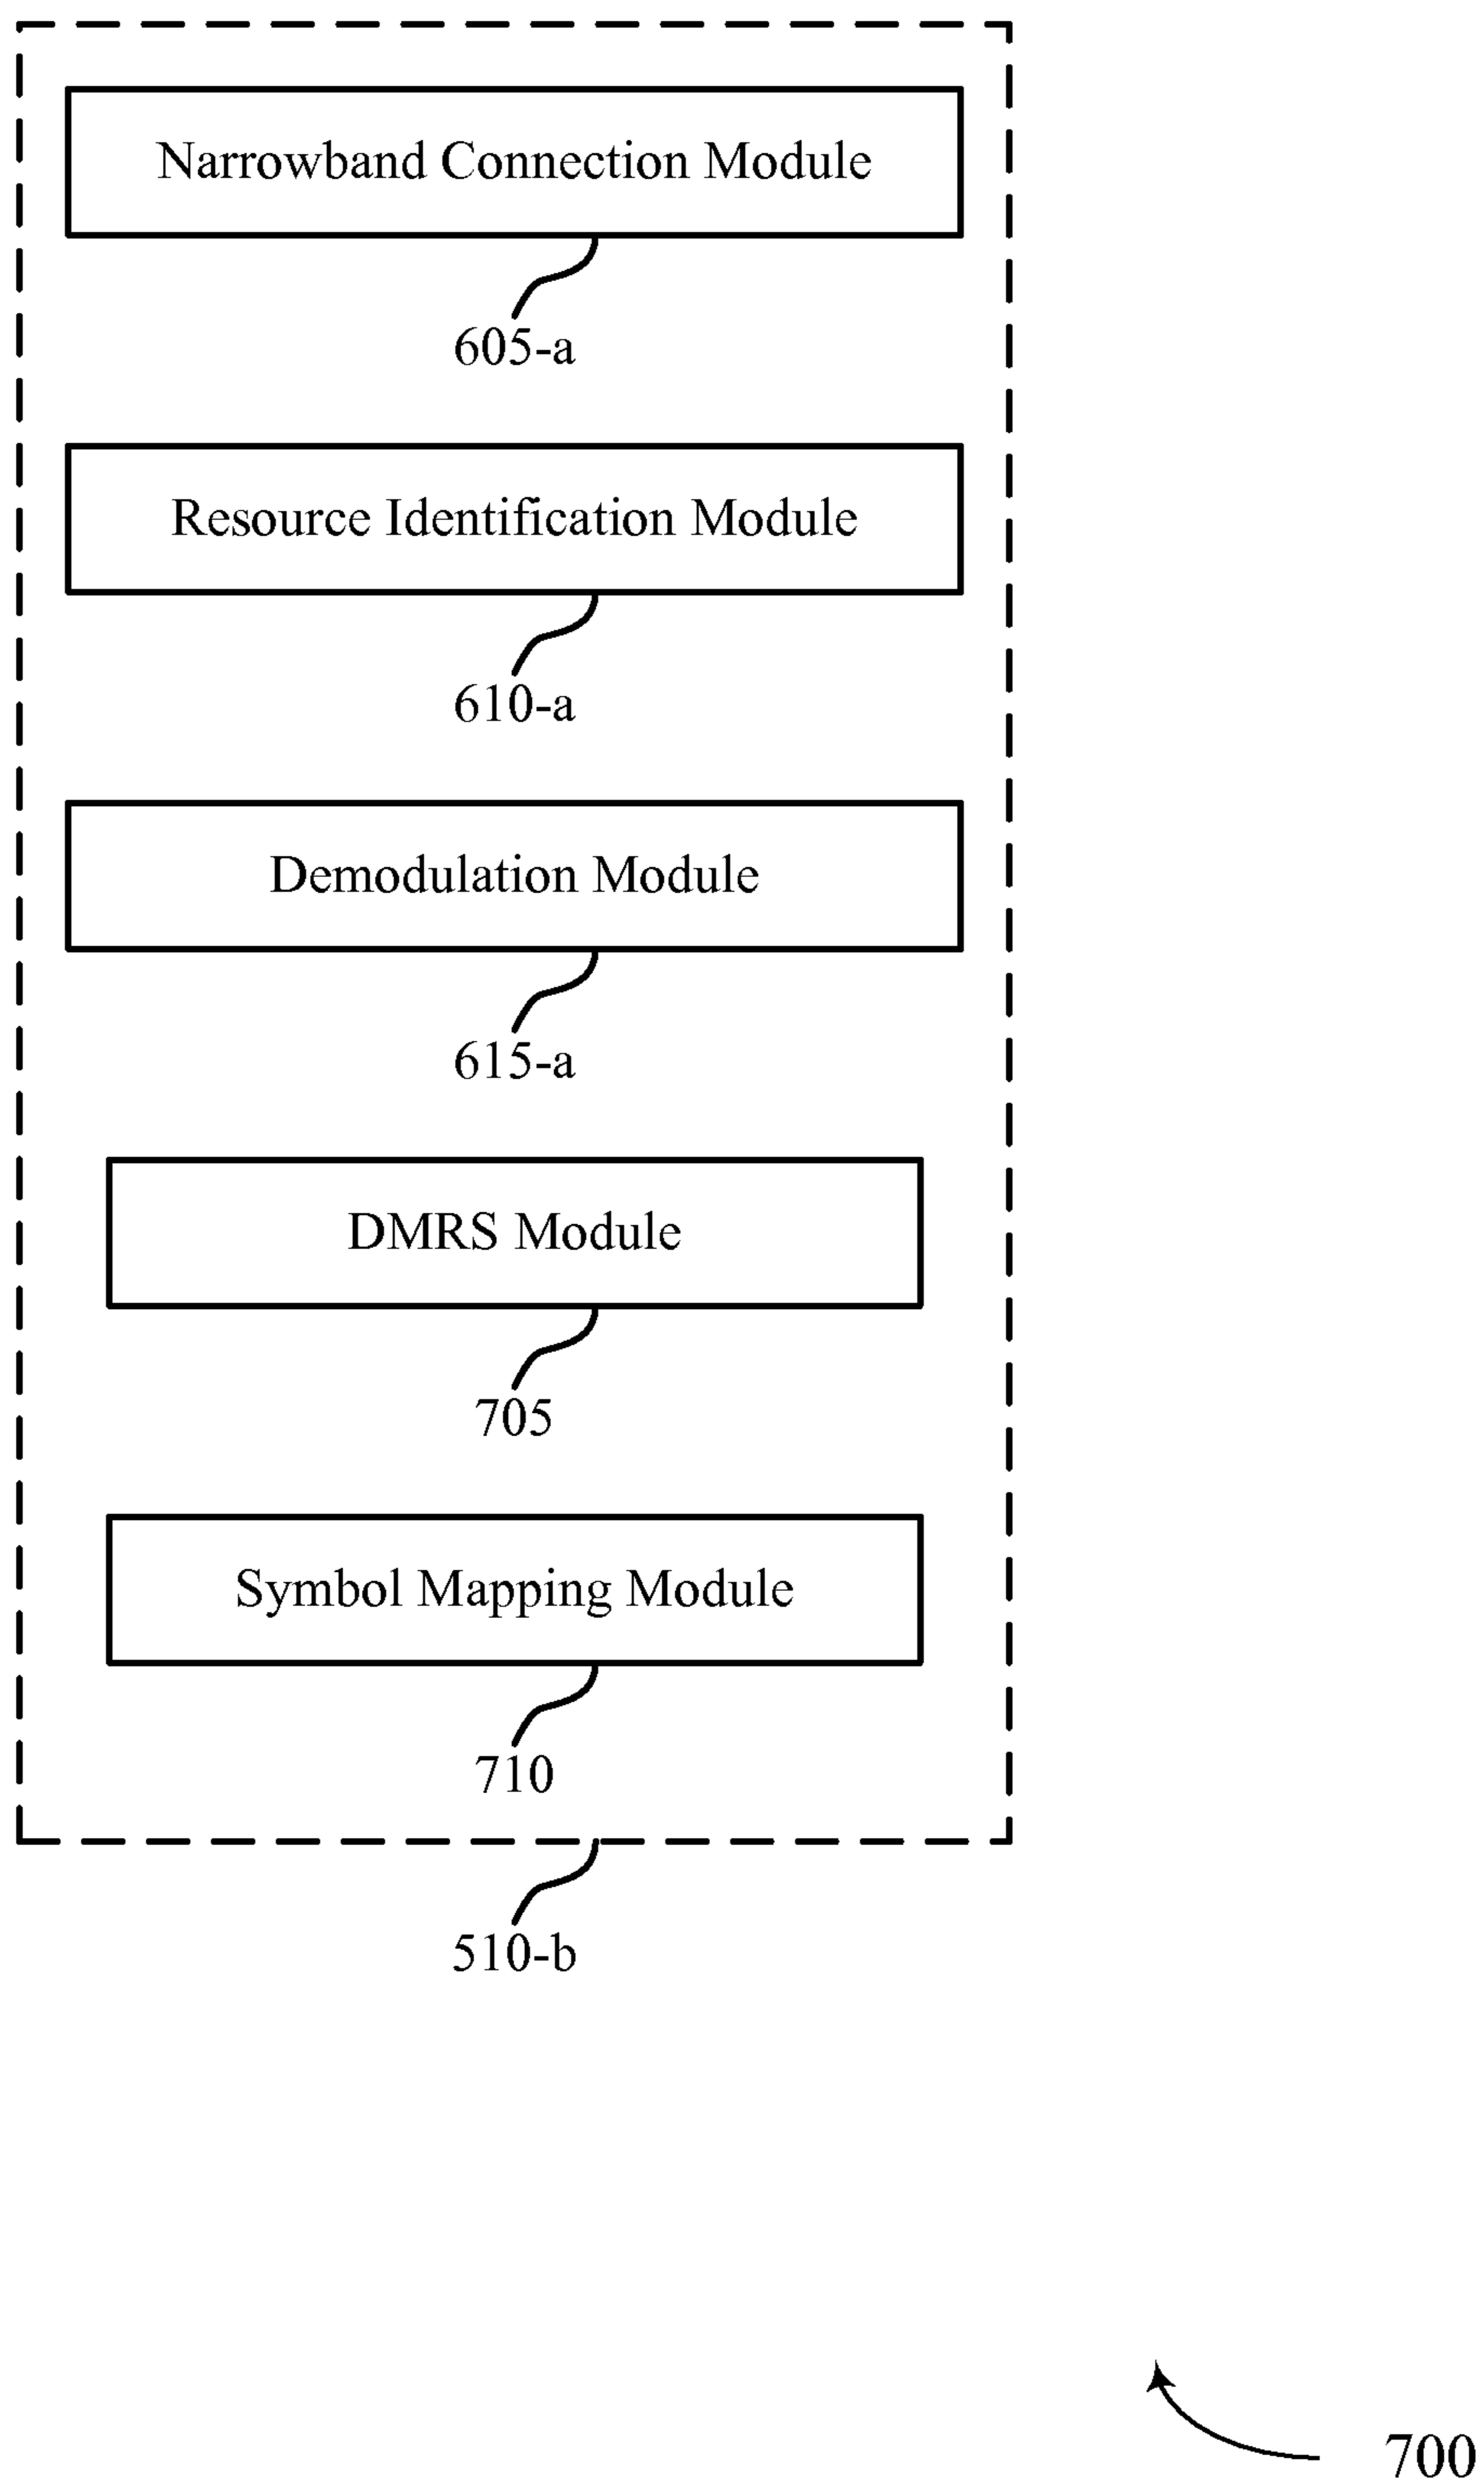 Narrowband Connection Module
605-a
Resource Identification Module
610-a
Demodulation Module
615-a
DMRS Module
705
Symbol Mapping Module
710
510-b
700